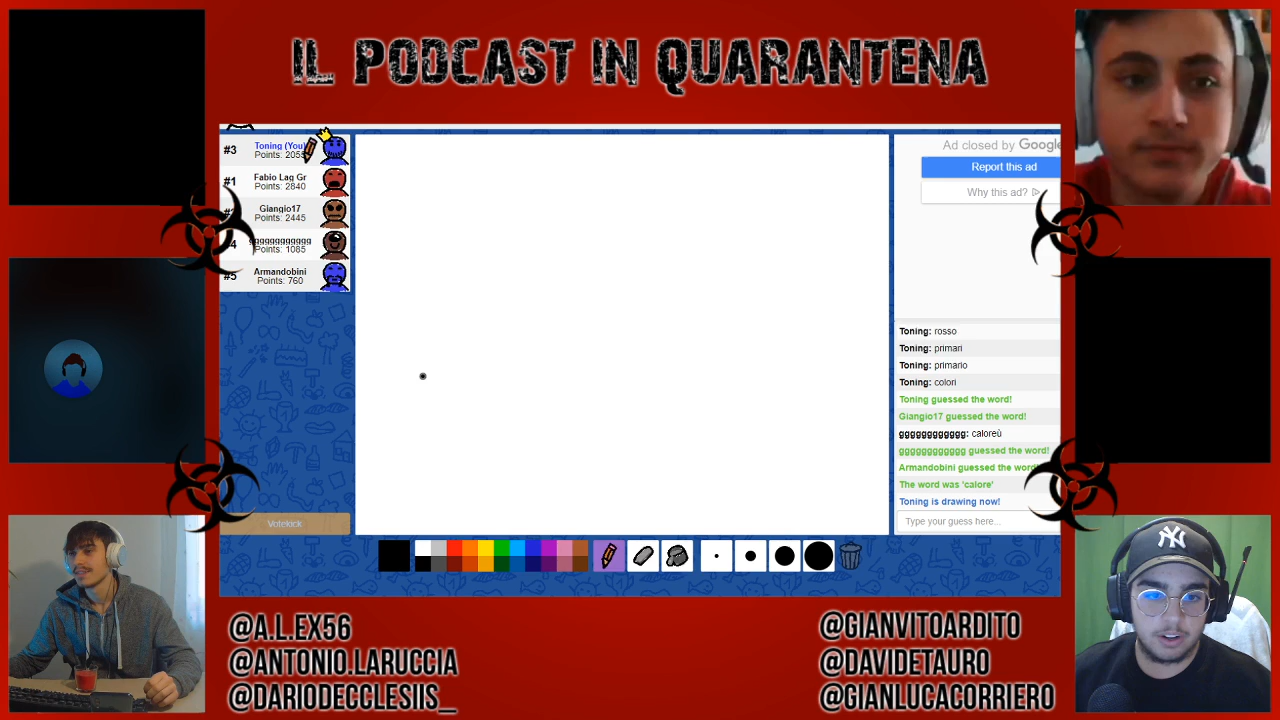 IL PODCAST IN QUARANTENA
#3
Toning (You)
Points: 2055
#1
Fabio Lag Gr
Points: 2840
Giangio17
Points: 2445
gggggggggggg
Points: 1085
#5
Armandobini
Points: 760
Votekick
Ad closed by Google
Report this ad
Why this ad?
Toning: rosso
Toning: primari
Toning: primario
Toning: colori
Toning guessed the word!
Giangio17 guessed the word!
gggggggggggg: caloreù
gggggggggggg guessed the word!
Armandobini guessed the word!
The word was 'calore'
Toning is drawing now!
Type your guess here...
@A.L.EX56
@ANTONIO.LARUCCIA
@DARIODECCLESIIS_
@GIANVITOARDITO
@DAVIDETAURO
@GIANLUCACORRIERO